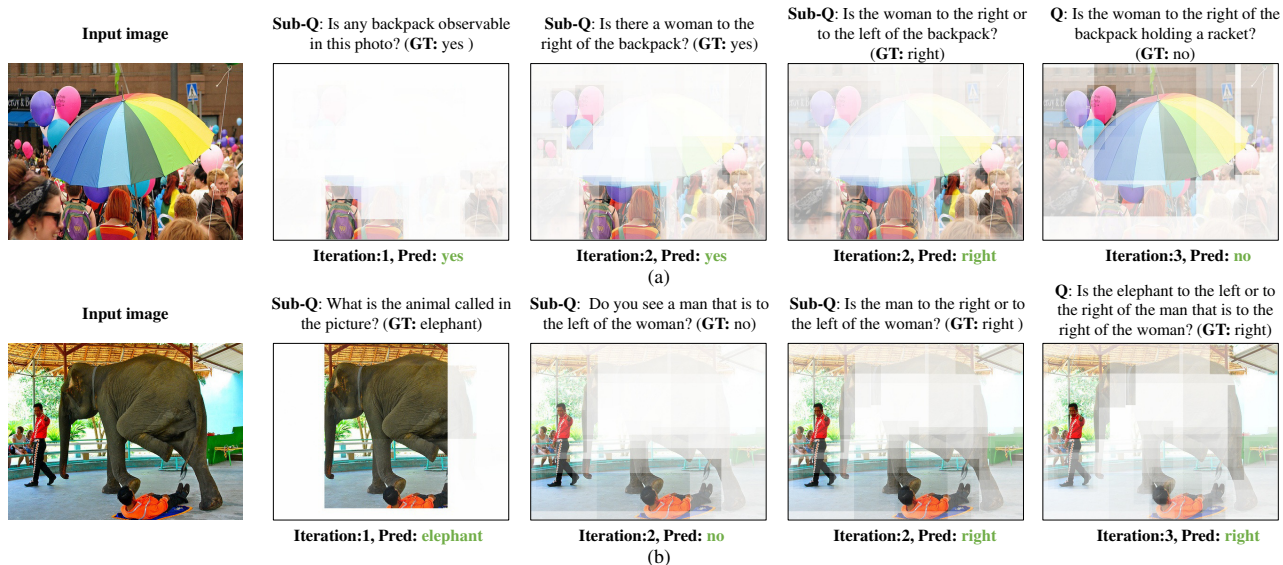 Input image
Sub-Q: Is any backpack observable
in this photo? (GT: yes )
Sub-Q: Is there a woman to the
right of the backpack? (GT: yes)
Sub-Q: Is the woman to the right or
to the left of the backpack?
(GT: right)
Q: Is the woman to the right of the
backpack holding a racket?
(GT: no)
Iteration:1, Pred: yes
Iteration:2, Pred: yes
Iteration:2, Pred: right
Iteration:3, Pred: no
(a)
Input image
Sub-Q: What is the animal called in
the picture? (GT: elephant)
Sub-Q: Do you see a man that is to
the left of the woman? (GT: no)
Sub-Q: Is the man to the right or to
the left of the woman? (GT: right )
Q: Is the elephant to the left or to
the right of the man that is to the
right of the woman? (GT: right)
Iteration:1, Pred: elephant
Iteration:2, Pred: no
Iteration:2, Pred: right
Iteration:3, Pred: right
(b)